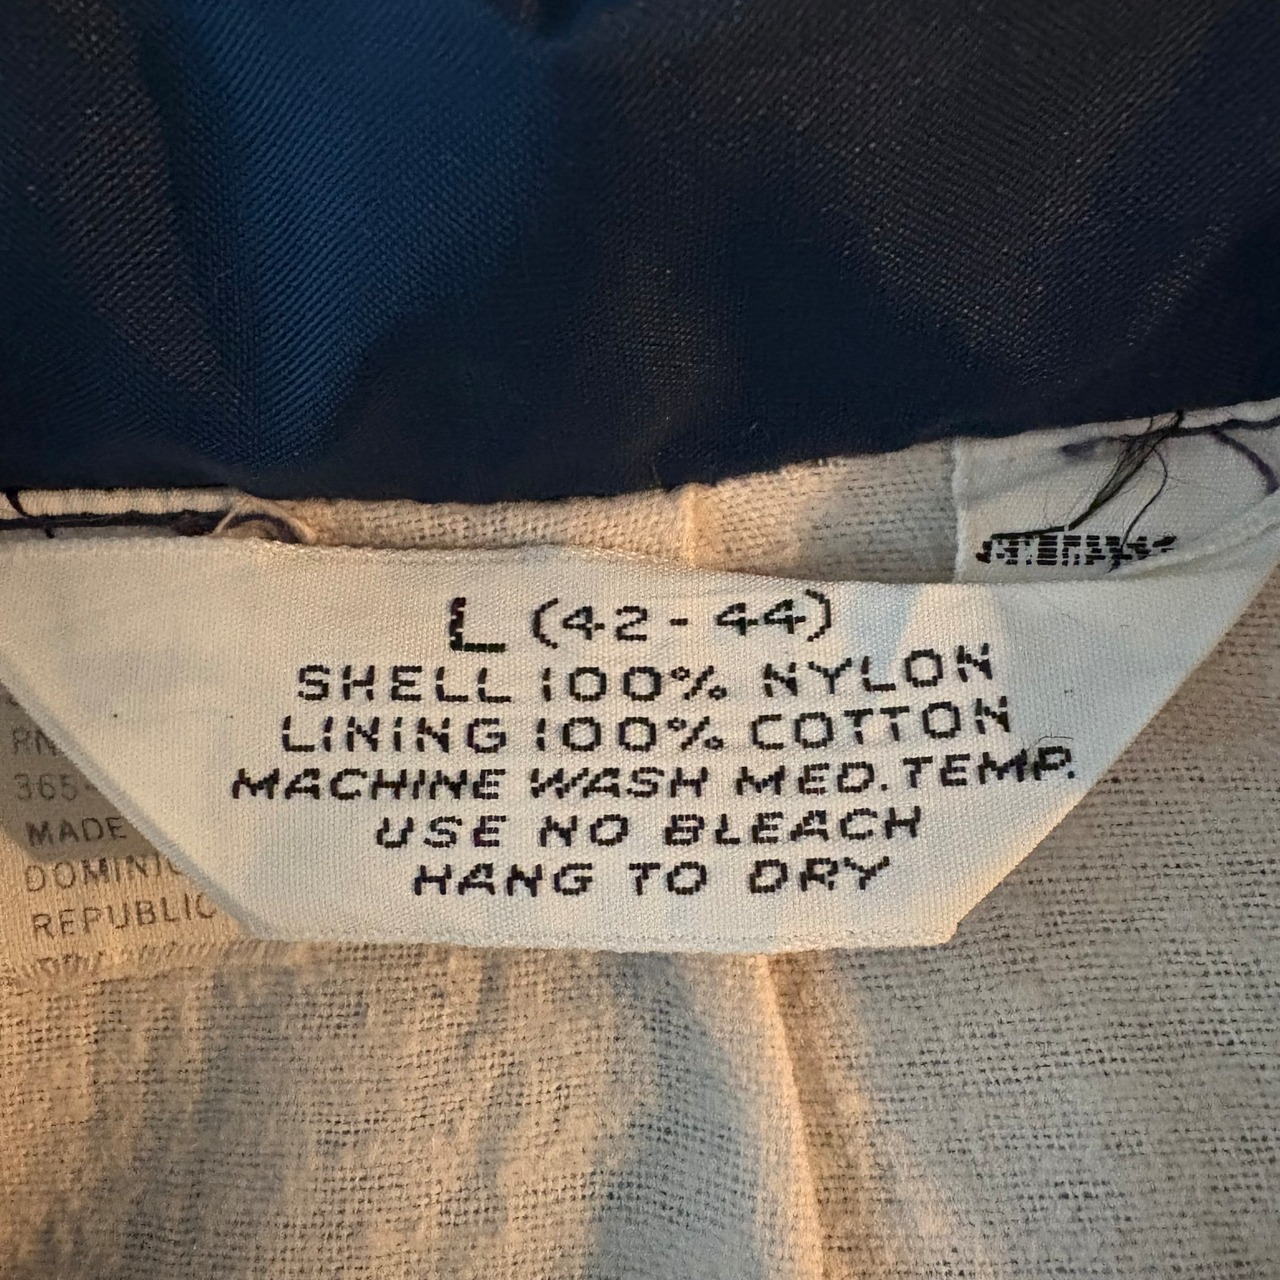 L (42 - 44)
SHELL 100% NYLON
LINING 100% COTTON
MACHINE WASH MED. TEMP.
USE NO BLEACH
HANG TO DRY
RN
365
MADE
DOMINIC
REPUBLIC